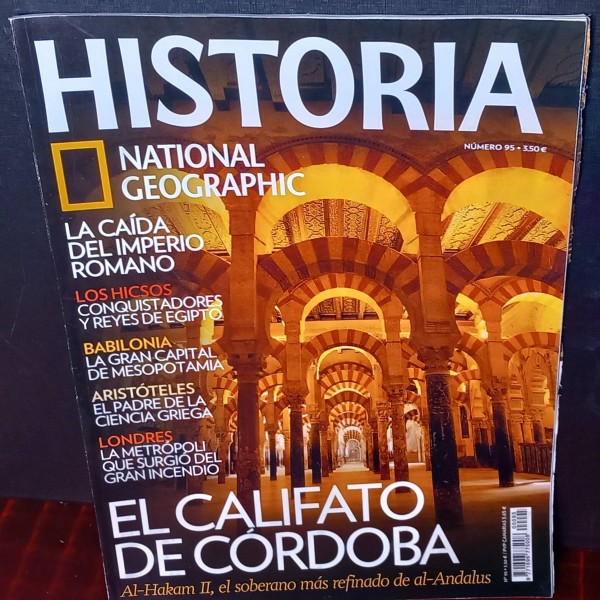 HISTORIA
NÚMERO 95 • 3,50 €
NATIONAL
GEOGRAPHIC
LA CAÍDA
DEL IMPERIO
ROMANO
LOS HICSOS
CONQUISTADORES
Y REYES DE EGIPTO
BABILONIA
LA GRAN CAPITAL
DE MESOPOTAMIA
ARISTÓTELES
EL PADRE DE LA
CIENCIA GRIEGA
LONDRES
LA METRÓPOLI
QUE SURGIÓ DEL
GRAN INCENDIO
EL CALIFATO
DE CÓRDOBA
Al-Hakam II, el soberano más refinado de al-Andalus
00095